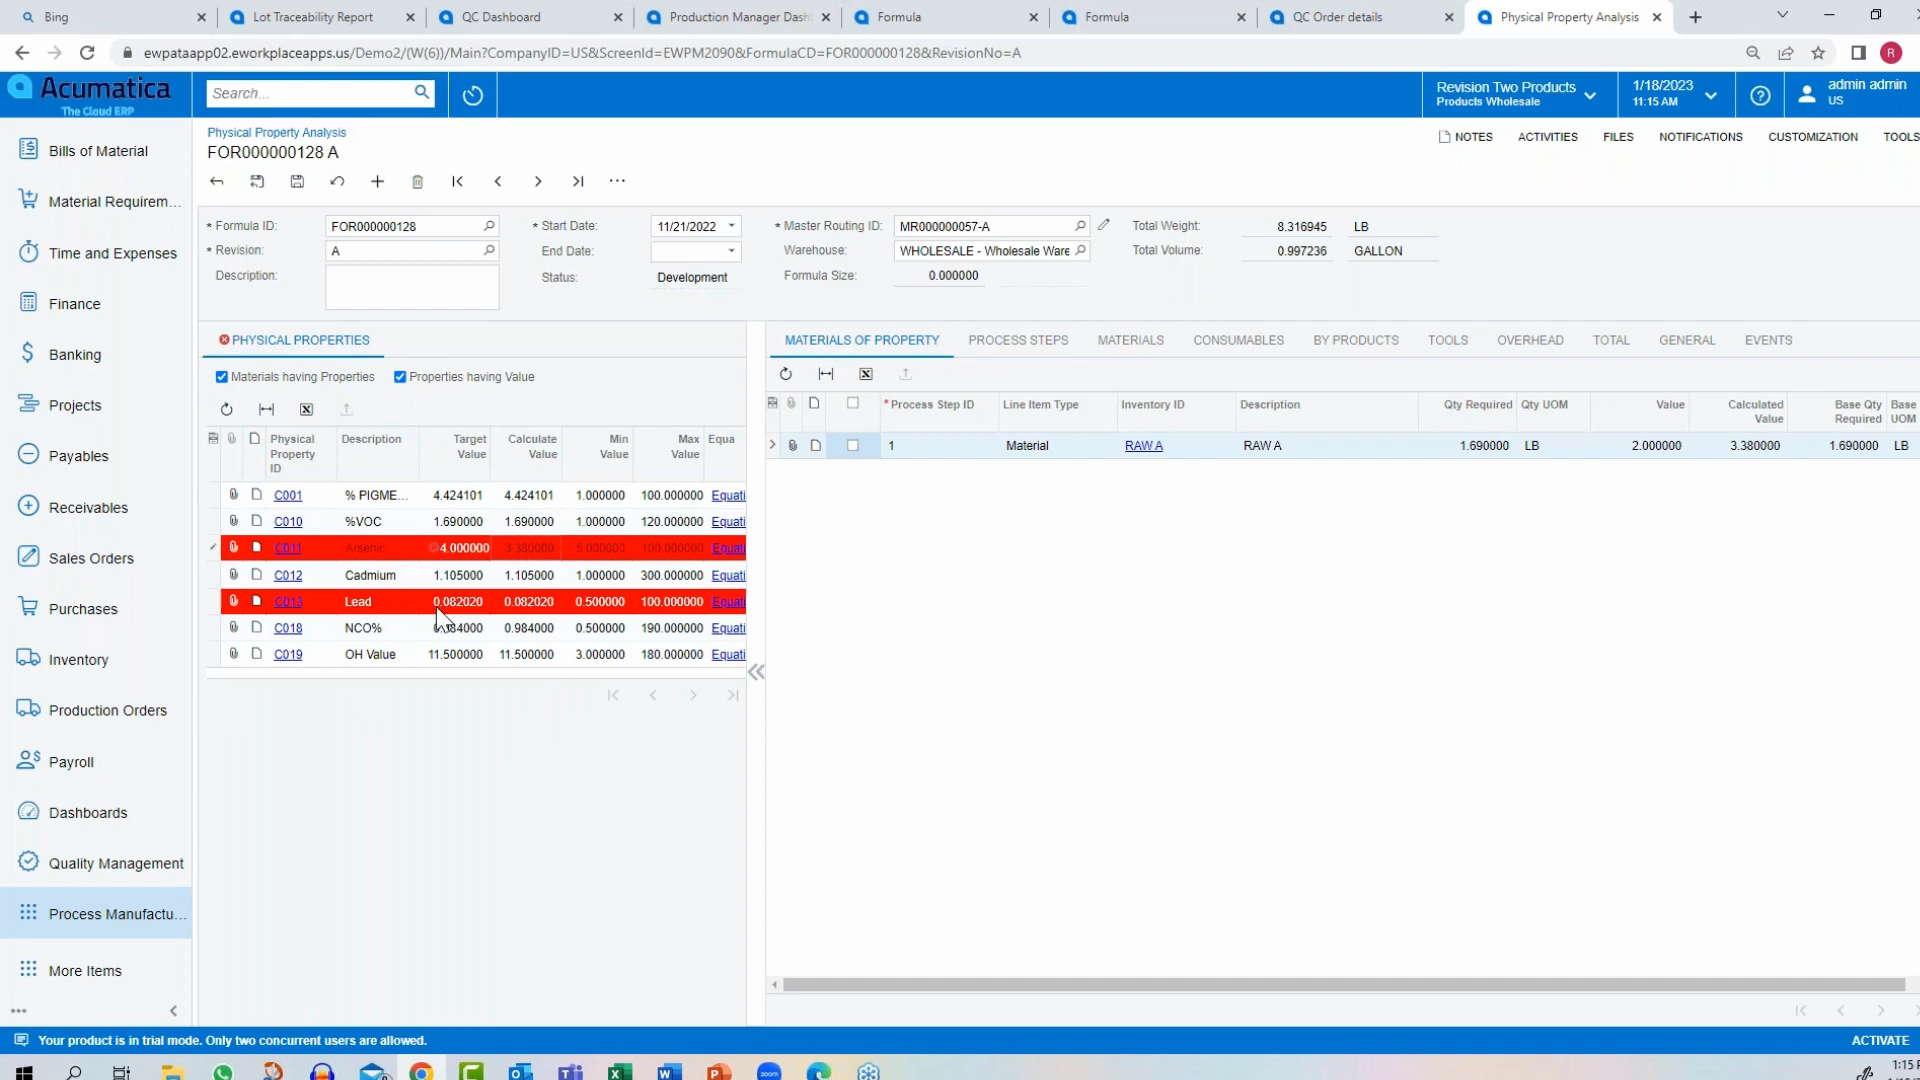 Bing
Lot Traceability Report
QC Dashboard
Production Manager Dash
Formula
Formula
QC Order details
Physical Property Analysis
ewpataapp02.eworkplaceapps.us/Demo2/(W(6))/Main?CompanyID=US&ScreenId=EWPM2090&FormulaCD=FOR000000128&RevisionNo=A
R
Acumatica
The Cloud ERP
Search...
Revision Two Products
Products Wholesale
1/18/2023
11:15 AM
admin admin
US
Bills of Material
Material Requirem...
Time and Expenses
Finance
Banking
Projects
Payables
Receivables
Sales Orders
Purchases
Inventory
Production Orders
Payroll
Dashboards
Quality Management
Process Manufactu...
More Items
Physical Property Analysis
FOR000000128 A
NOTES ACTIVITIES FILES NOTIFICATIONS CUSTOMIZATION TOOLS
* Formula ID: FOR000000128
* Revision: A
Description:
* Start Date: 11/21/2022
End Date:
Status: Development
* Master Routing ID: MR000000057-A
Warehouse: WHOLESALE - Wholesale Ware
Formula Size: 0.000000
Total Weight: 8.316945 LB
Total Volume: 0.997236 GALLON
PHYSICAL PROPERTIES
Materials having Properties Properties having Value
Physical Property ID Description Target Value Calculate Value Min Value Max Value Equa
C001 % PIGME... 4.424101 4.424101 1.000000 100.000000 Equati
C010 %VOC 1.690000 1.690000 1.000000 120.000000 Equati
C011 Arsenic 4.000000 3.380000 5.000000 100.000000 Equati
C012 Cadmium 1.105000 1.105000 1.000000 300.000000 Equati
C013 Lead 0.082020 0.082020 0.500000 100.000000 Equati
C018 NCO% 0.984000 0.984000 0.500000 190.000000 Equati
C019 OH Value 11.500000 11.500000 3.000000 180.000000 Equati
MATERIALS OF PROPERTY PROCESS STEPS MATERIALS CONSUMABLES BY PRODUCTS TOOLS OVERHEAD TOTAL GENERAL EVENTS
* Process Step ID Line Item Type Inventory ID Description Qty Required Qty UOM Value Calculated Value Base Qty Required Base UOM
1 Material RAW A RAW A 1.690000 LB 2.000000 3.380000 1.690000 LB
Your product is in trial mode. Only two concurrent users are allowed.
ACTIVATE
zoom